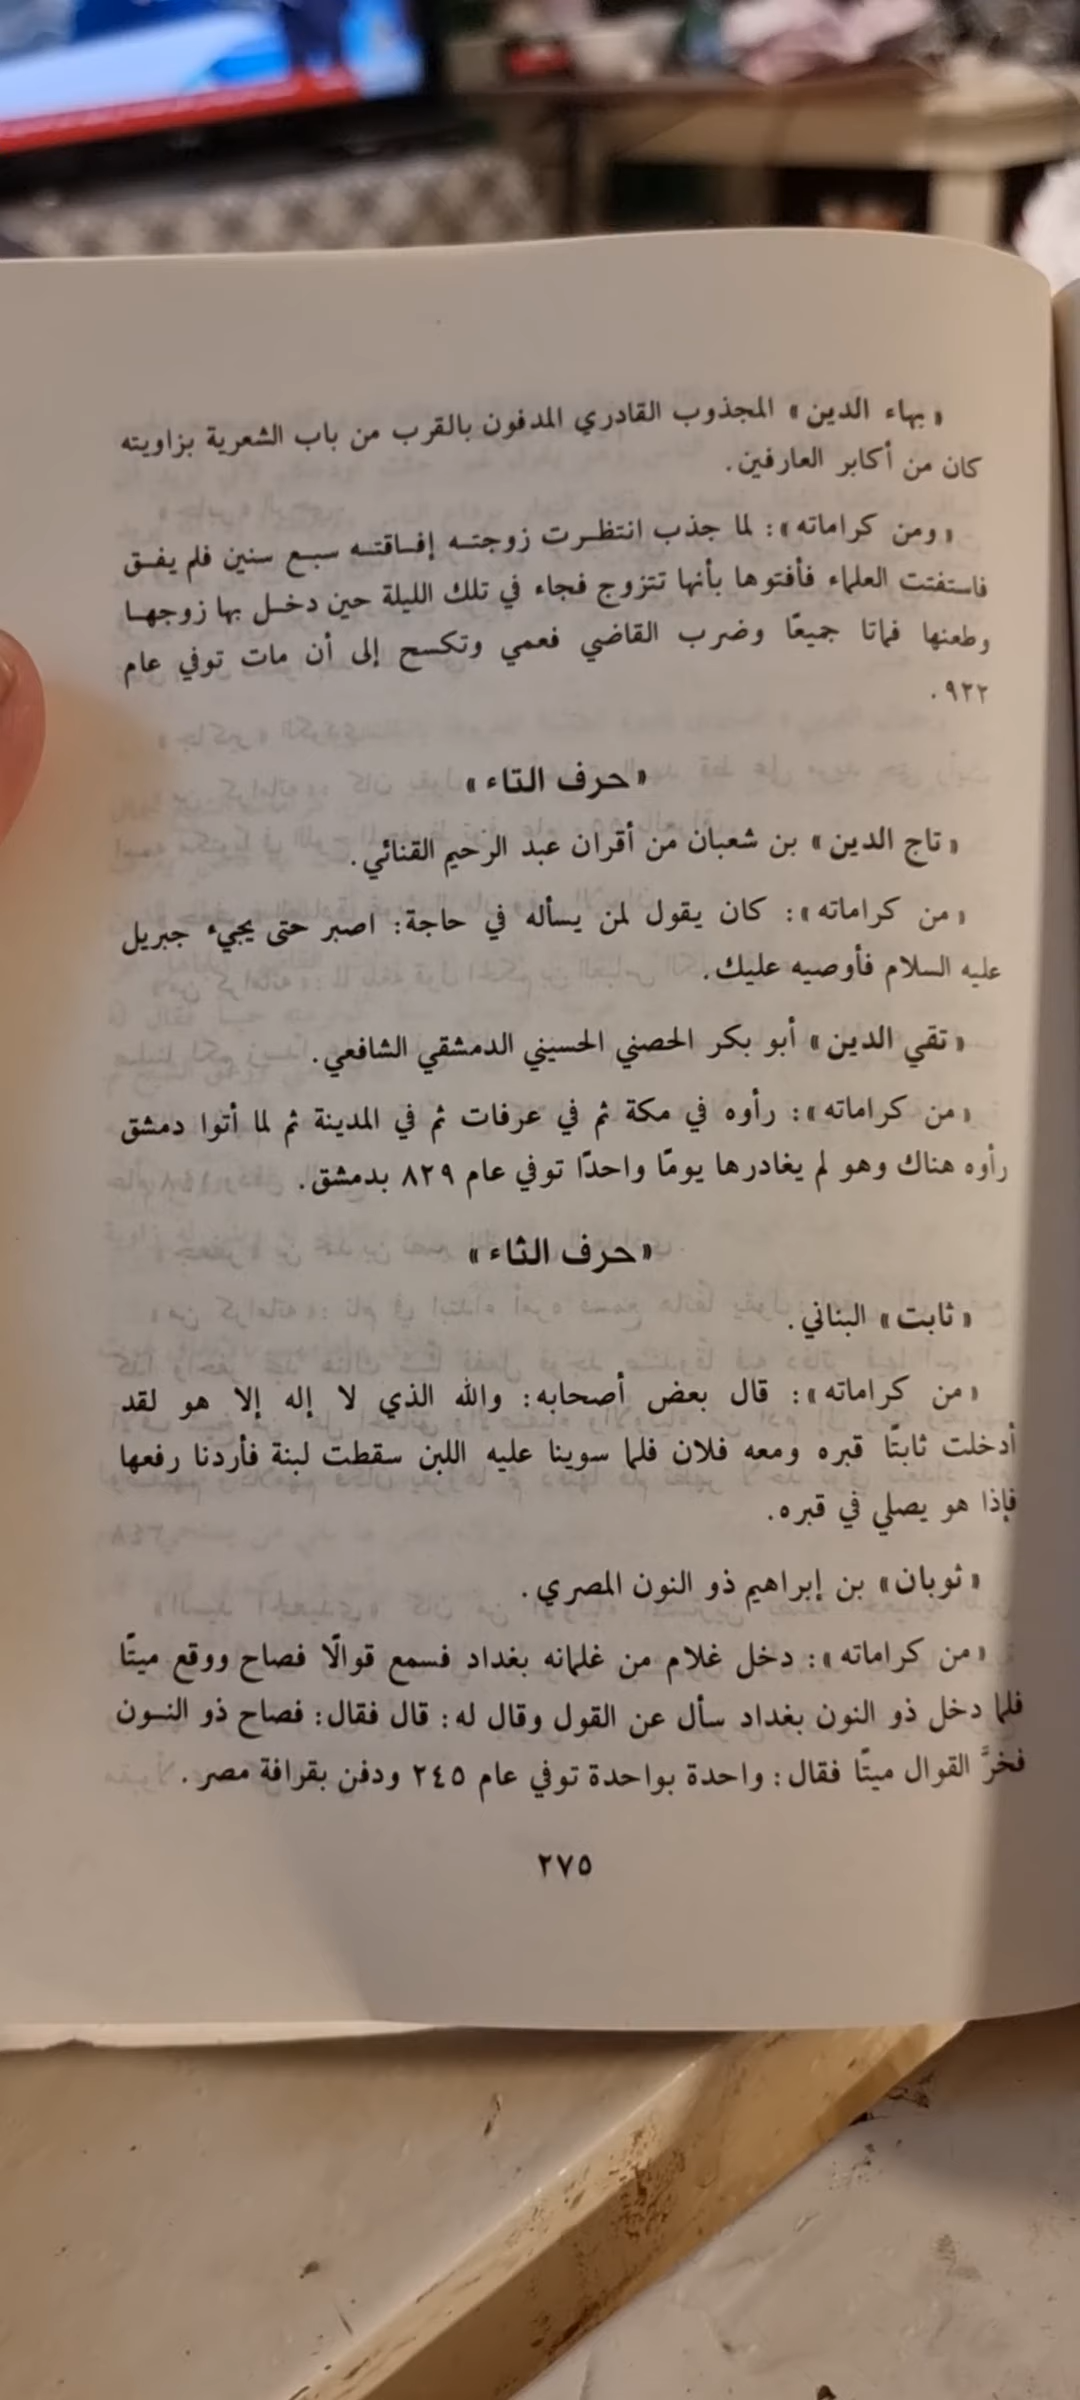 «بهاء الدين» المجذوب القادري المدفون بالقرب من باب الشعرية بزاويته
كان من أكابر العارفين.
«ومن كراماته»: لما جذب انتظرت زوجته إفاقته سبع سنين فلم يفق
فاستفتت العلماء فأفتوها بأنها تتزوج فجاء في تلك الليلة حين دخل بها زوجها
وطعنها فماتا جميعًا وضرب القاضي فعمي وتكسح إلى أن مات توفي عام
٩٢٢.
«حرف التاء»
«تاج الدين» بن شعبان من أقران عبد الرحيم القنائي.
«من كراماته»: كان يقول لمن يسأله في حاجة: اصبر حتى يجيء جبريل
عليه السلام فأوصيه عليك.
«تقي الدين» أبو بكر الحصني الحسيني الدمشقي الشافعي.
«من كراماته»: رأوه في مكة ثم في عرفات ثم في المدينة ثم لما أتوا دمشق
رأوه هناك وهو لم يغادرها يومًا واحدًا توفي عام ٨٢٩ بدمشق.
«حرف الثاء»
«ثابت» البناني.
«من كراماته»: قال بعض أصحابه: والله الذي لا إله إلا هو لقد
أدخلت ثابتًا قبره ومعه فلان فلما سوينا عليه اللبن سقطت لبنة فأردنا رفعها
فإذا هو يصلي في قبره.
«ثوبان» بن إبراهيم ذو النون المصري.
«من كراماته»: دخل غلام من غلمانه بغداد فسمع قوالًا فصاح ووقع ميتًا
فلما دخل ذو النون بغداد سأل عن القول وقال له: قال فقال: فصاح ذو النون
فخرَّ القوال ميتًا فقال: واحدة بواحدة توفي عام ٢٤٥ ودفن بقرافة مصر.
٢٧٥